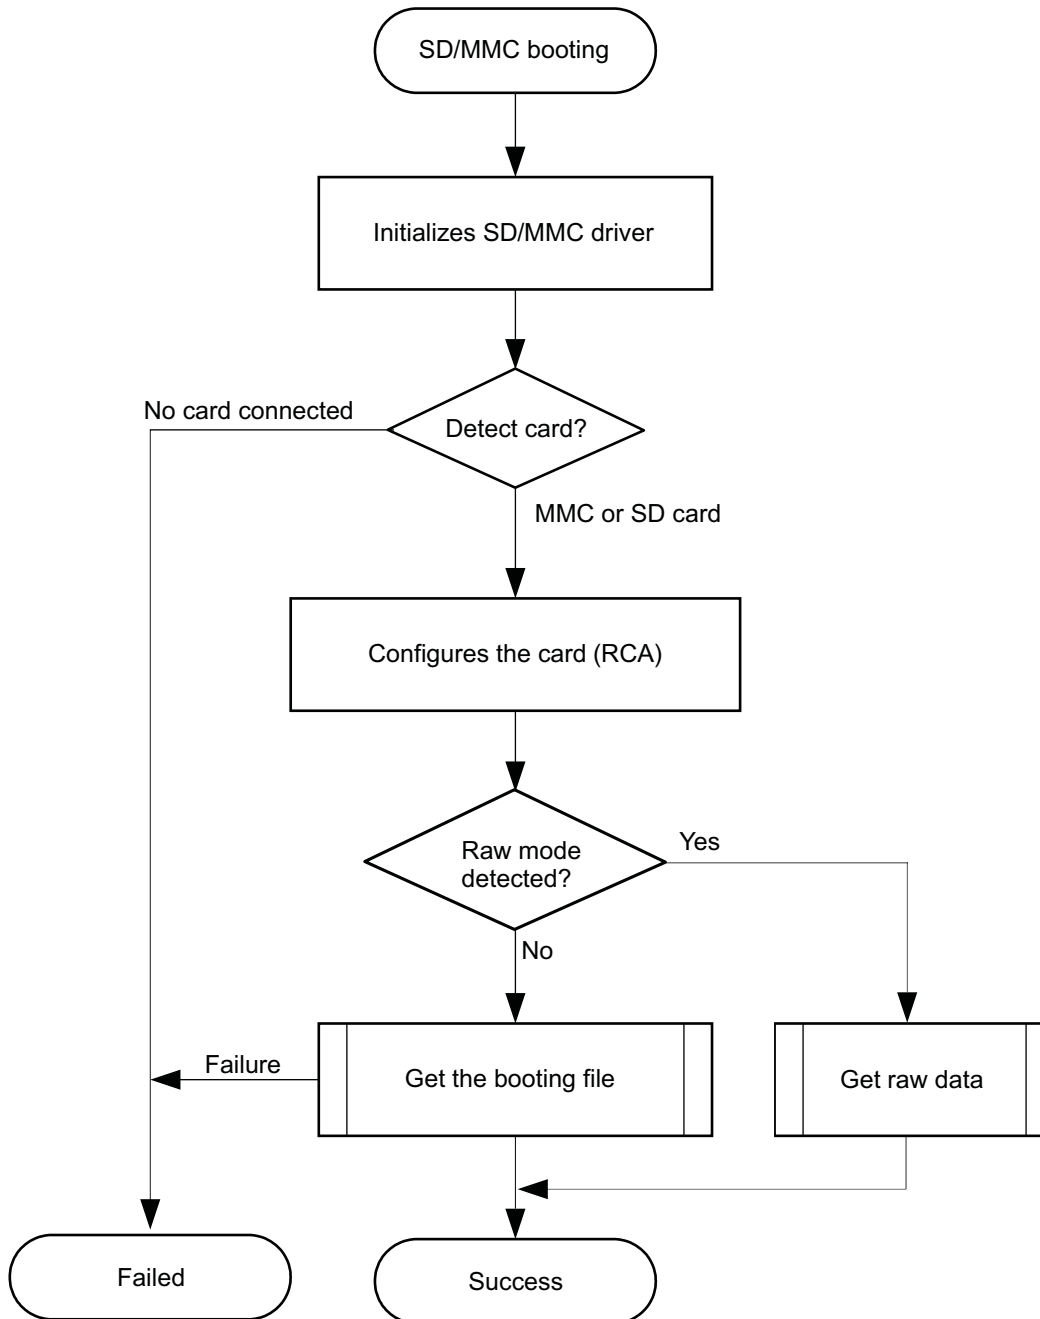 SD/MMC booting
Initializes SD/MMC driver
No card connected
Detect card?
MMC or SD card
Configures the card (RCA)
Raw mode
detected?
Yes
No
Failure
Get the booting file
Get raw data
Failed
Success